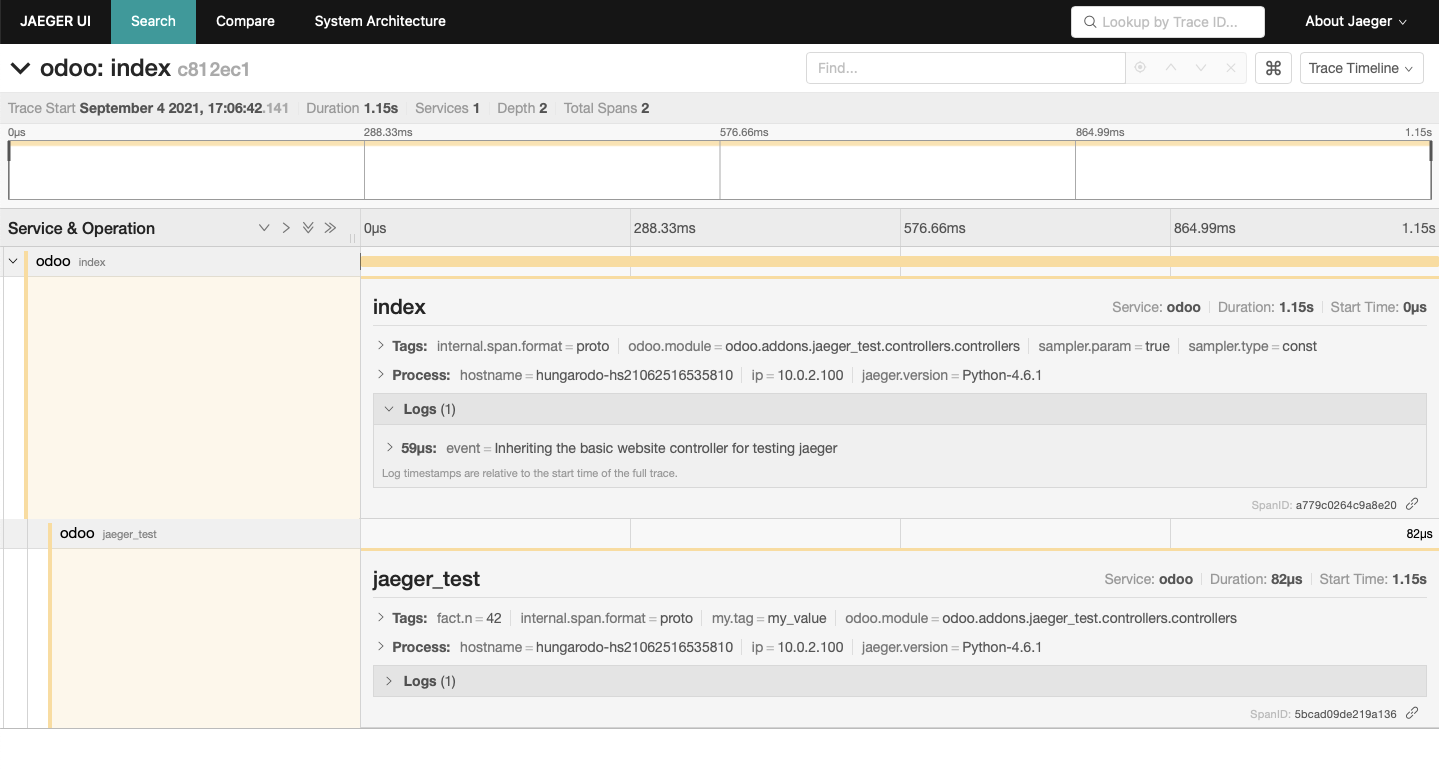 JAEGER UI Search Compare System Architecture Lookup by Trace ID... About Jaeger
odoo: index c812ec1 Find... ⌘ Trace Timeline
Trace Start September 4 2021, 17:06:42.141 Duration 1.15s Services 1 Depth 2 Total Spans 2
0μs 288.33ms 576.66ms 864.99ms 1.15s
Service & Operation 0μs 288.33ms 576.66ms 864.99ms 1.15s
odoo index
index Service: odoo Duration: 1.15s Start Time: 0μs
Tags: internal.span.format = proto odoo.module = odoo.addons.jaeger_test.controllers.controllers sampler.param = true sampler.type = const
Process: hostname = hungarodo-hs21062516535810 ip = 10.0.2.100 jaeger.version = Python-4.6.1
Logs (1)
59μs: event = Inheriting the basic website controller for testing jaeger
Log timestamps are relative to the start time of the full trace.
SpanID: a779c0264c9a8e20
odoo jaeger_test 82μs
jaeger_test Service: odoo Duration: 82μs Start Time: 1.15s
Tags: fact.n = 42 internal.span.format = proto my.tag = my_value odoo.module = odoo.addons.jaeger_test.controllers.controllers
Process: hostname = hungarodo-hs21062516535810 ip = 10.0.2.100 jaeger.version = Python-4.6.1
Logs (1)
SpanID: 5bcad09de219a136